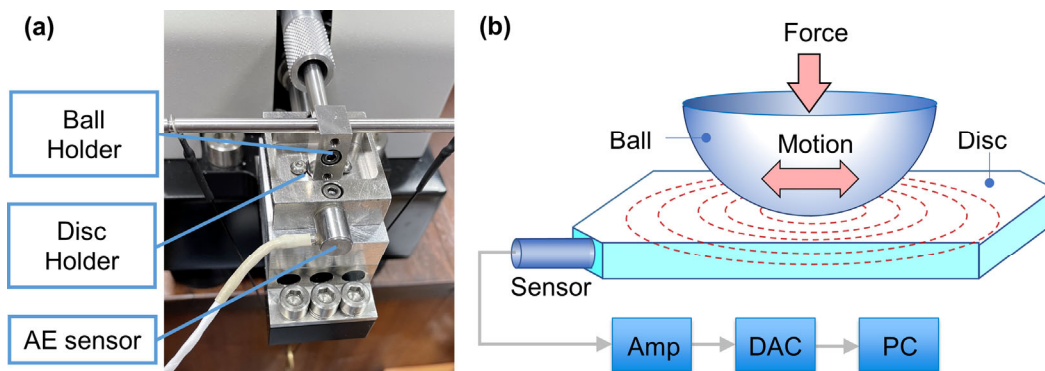 (a)
Ball
Holder
Disc
Holder
AE sensor
(b)
Force
Ball
Motion
Disc
Sensor
Amp
DAC
PC